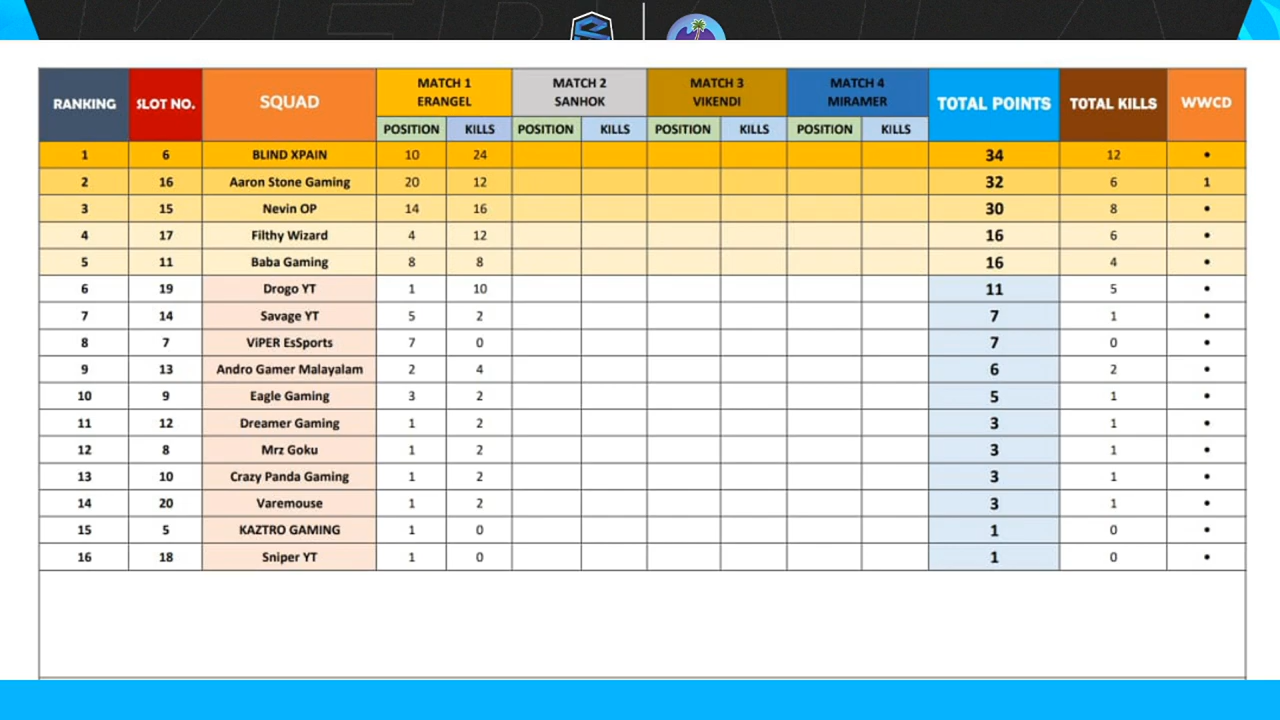 RANKING SLOT NO. SQUAD MATCH 1 ERANGEL MATCH 2 SANHOK MATCH 3 VIKENDI MATCH 4 MIRAMER TOTAL POINTS TOTAL KILLS WWCD
POSITION KILLS POSITION KILLS POSITION KILLS POSITION KILLS
1 6 BLIND XPAIN 10 24 34 12 •
2 16 Aaron Stone Gaming 20 12 32 6 1
3 15 Nevin OP 14 16 30 8 •
4 17 Filthy Wizard 4 12 16 6 •
5 11 Baba Gaming 8 8 16 4 •
6 19 Drogo YT 1 10 11 5 •
7 14 Savage YT 5 2 7 1 •
8 7 ViPER EsSports 7 0 7 0 •
9 13 Andro Gamer Malayalam 2 4 6 2 •
10 9 Eagle Gaming 3 2 5 1 •
11 12 Dreamer Gaming 1 2 3 1 •
12 8 Mrz Goku 1 2 3 1 •
13 10 Crazy Panda Gaming 1 2 3 1 •
14 20 Varemouse 1 2 3 1 •
15 5 KAZTRO GAMING 1 0 1 0 •
16 18 Sniper YT 1 0 1 0 •